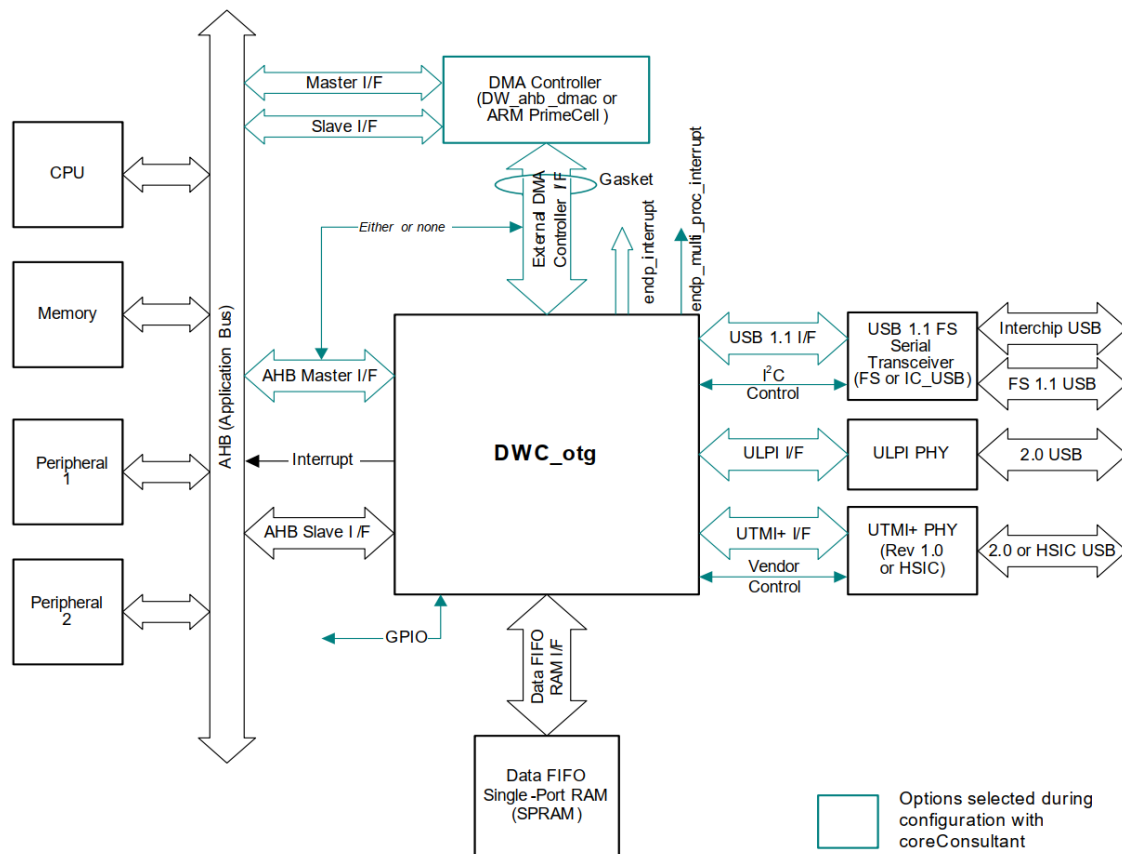 Master I/F
DMA Controller
(DW_ahb_dmac or
ARM PrimeCell )
Slave I/F
CPU
Gasket
External DMA
Controller I/F
Either or none
endp_interrupt
endp_multi_proc_interrupt
Memory
AHB (Application Bus)
USB 1.1 I/F
USB 1.1 FS
Serial
Transceiver
(FS or IC_USB)
Interchip USB
AHB Master I/F
I²C
Control
FS 1.1 USB
DWC_otg
Peripheral
1
Interrupt
ULPI I/F
ULPI PHY
2.0 USB
AHB Slave I/F
UTMI+ I/F
UTMI+ PHY
(Rev 1.0
or HSIC)
2.0 or HSIC USB
Vendor
Control
Peripheral
2
GPIO
Data FIFO
RAM I/F
Data FIFO
Single-Port RAM
(SPRAM)
Options selected during
configuration with
coreConsultant